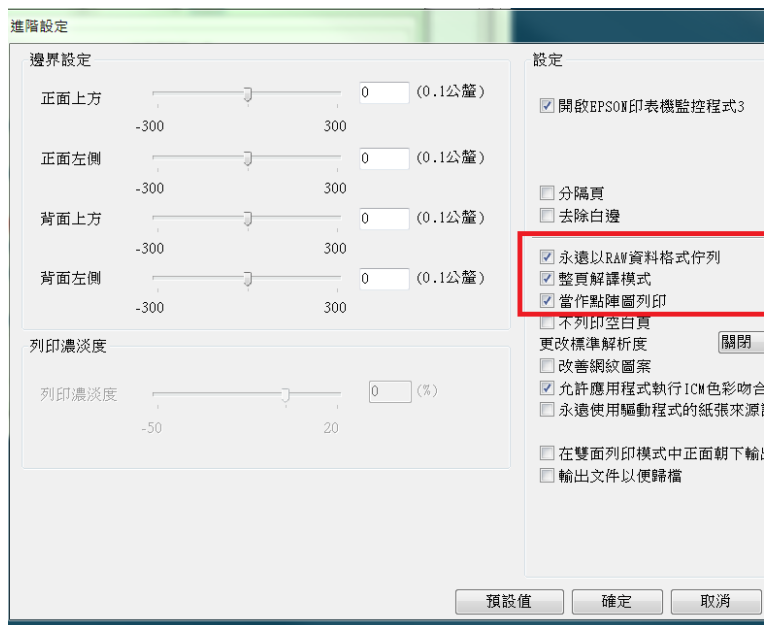 進階設定
邊界設定
正面上方 0 (0.1公釐)
-300 300
正面左側 0 (0.1公釐)
-300 300
背面上方 0 (0.1公釐)
-300 300
背面左側 0 (0.1公釐)
-300 300
列印濃淡度
列印濃淡度 0 (%)
-50 20
設定
開啟EPSON印表機監控程式3
分隔頁
去除白邊
永遠以RAW資料格式佇列
整頁解譯模式
當作點陣圖列印
不列印空白頁
更改標準解析度 關閉
改善網紋圖案
允許應用程式執行ICM色彩吻合
永遠使用驅動程式的紙張來源
在雙面列印模式中正面朝下輸
輸出文件以便歸檔
預設值 確定 取消